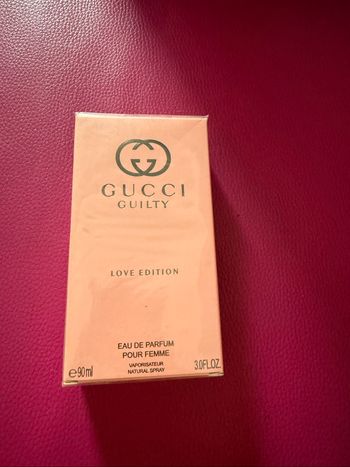 GUCCI
GUILTY
LOVE EDITION
EAU DE PARFUM
POUR FEMME
VAPORISATEUR
NATURAL SPRAY
℮90ml
3.0FL.OZ.